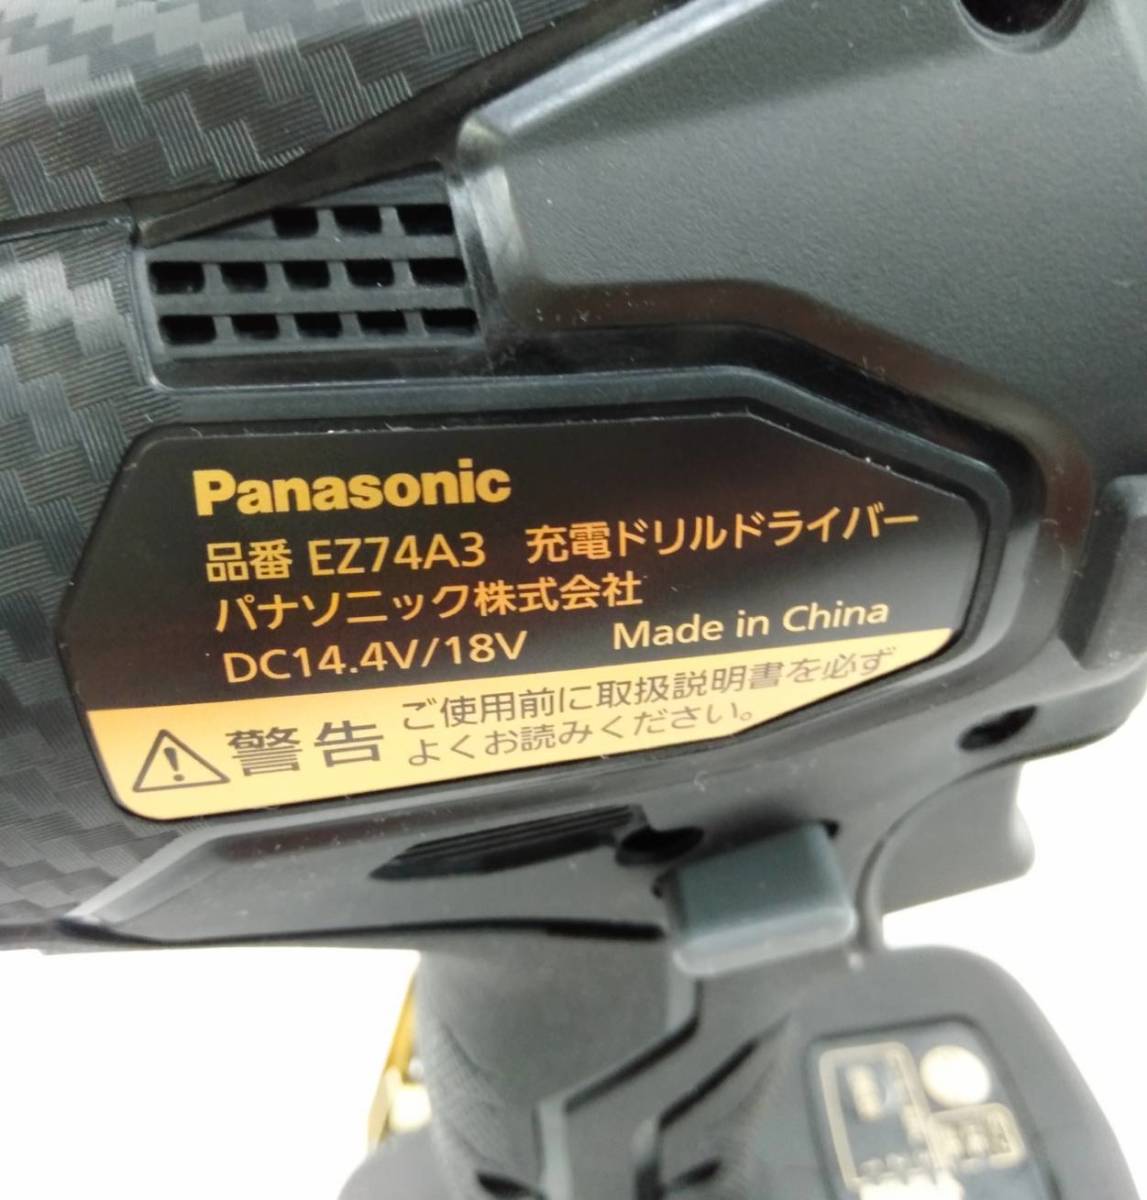 Panasonic
品番 EZ74A3 充電ドリルドライバー
パナソニック株式会社
DC14.4V/18V Made in China
警告 ご使用前に取扱説明書を必ず
よくお読みください。